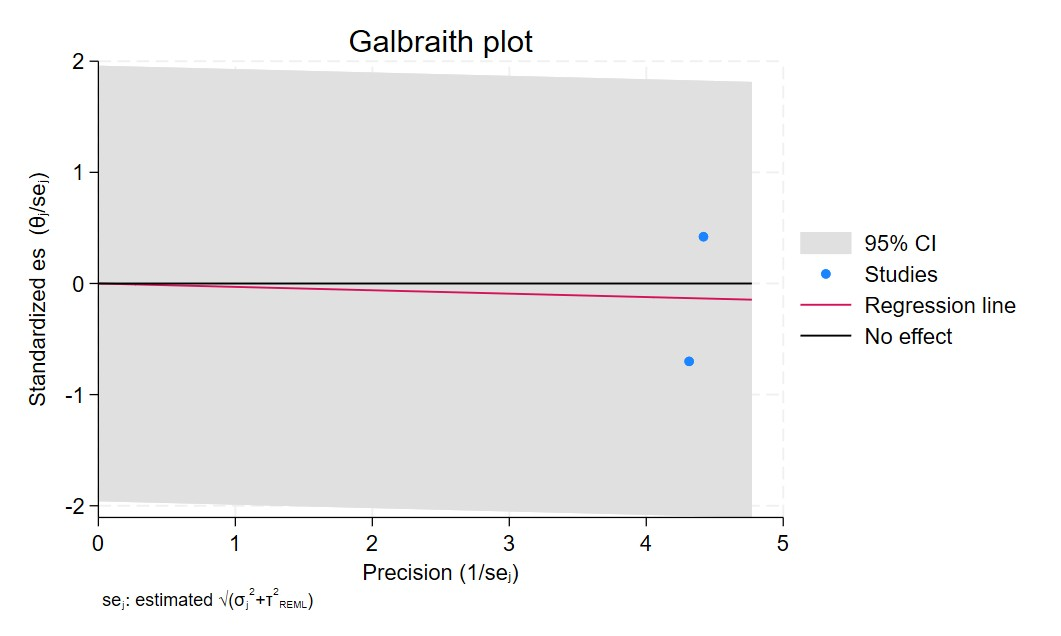 Galbraith plot
2
1
0
-1
-2
Standardized es (θⱼ/seⱼ)
0 1 2 3 4 5
Precision (1/seⱼ)
seⱼ: estimated √(σⱼ²+τ²REML)
95% CI
Studies
Regression line
No effect